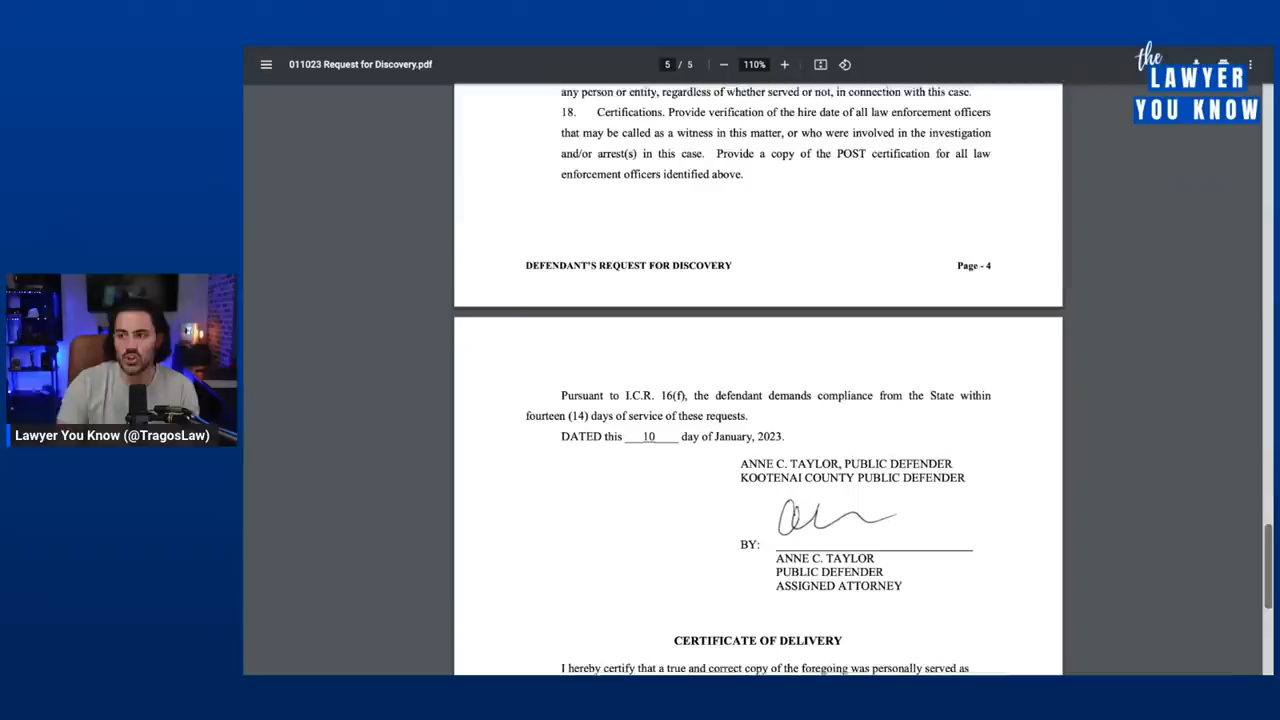 the
LAWYER
YOU KNOW
011023 Request for Discovery.pdf
5 / 5
110%
any person or entity, regardless of whether served or not, in connection with this case.
18. Certifications. Provide verification of the hire date of all law enforcement officers
that may be called as a witness in this matter, or who were involved in the investigation
and/or arrest(s) in this case. Provide a copy of the POST certification for all law
enforcement officers identified above.
DEFENDANT'S REQUEST FOR DISCOVERY Page - 4
Pursuant to I.C.R. 16(f), the defendant demands compliance from the State within
fourteen (14) days of service of these requests.
DATED this 10 day of January, 2023.
ANNE C. TAYLOR, PUBLIC DEFENDER
KOOTENAI COUNTY PUBLIC DEFENDER
BY:
ANNE C. TAYLOR
PUBLIC DEFENDER
ASSIGNED ATTORNEY
CERTIFICATE OF DELIVERY
I hereby certify that a true and correct copy of the foregoing was personally served as
Lawyer You Know (@TragosLaw)